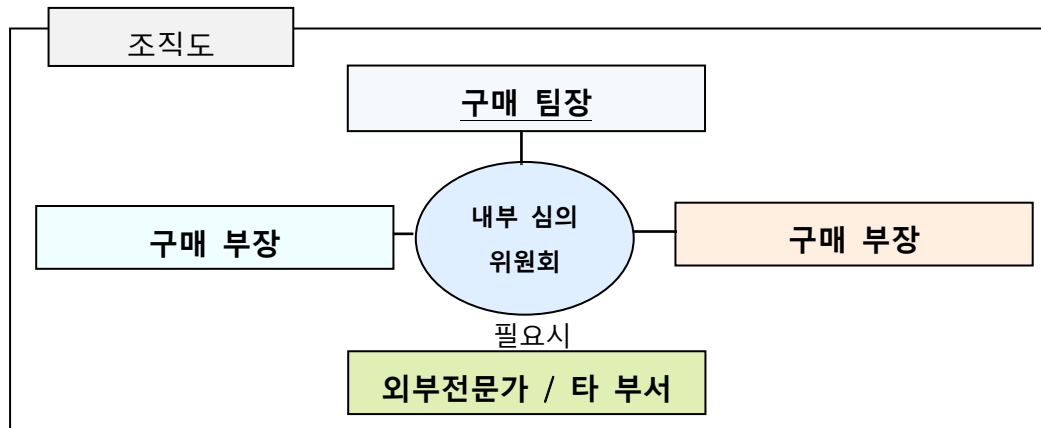 조직도
구매 팀장
내부 심의
위원회
구매 부장
구매 부장
필요시
외부전문가 / 타 부서